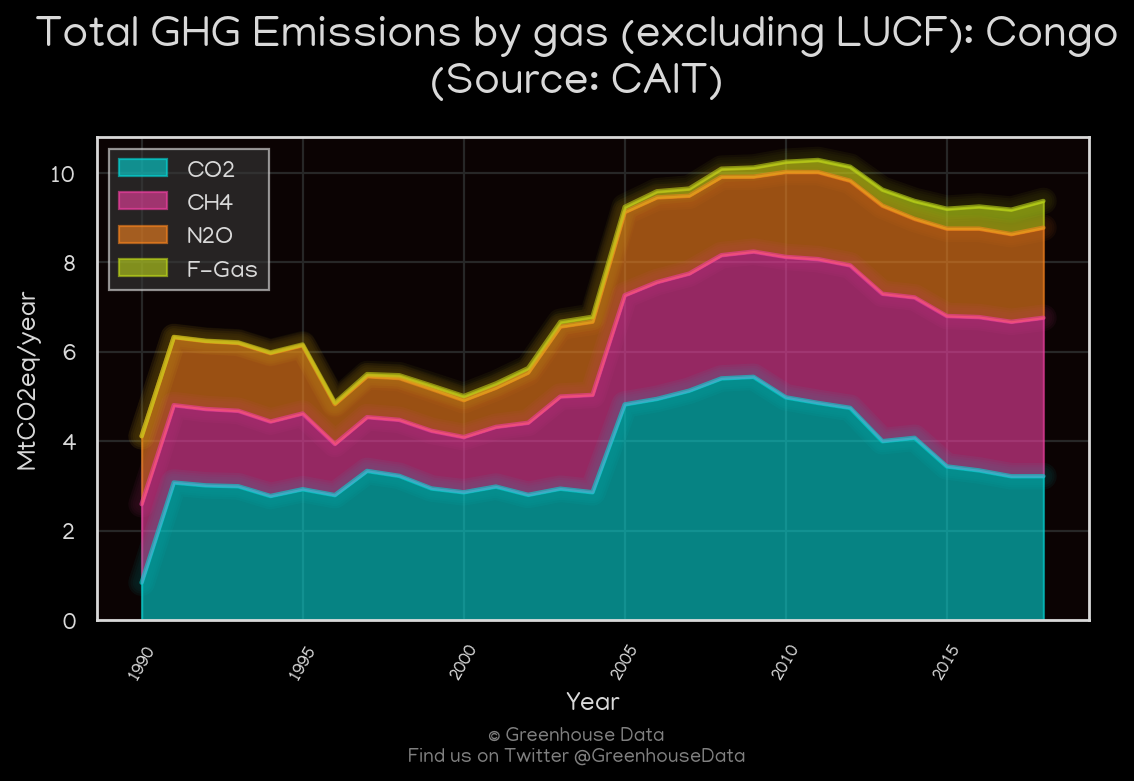 Total GHG Emissions by gas (excluding LUCF): Congo
(Source: CAIT)
CO2
CH4
N2O
F-Gas
MtCO2eq/year
10
8
6
4
2
0
1990
1995
2000
2005
2010
2015
Year
© Greenhouse Data
Find us on Twitter @GreenhouseData